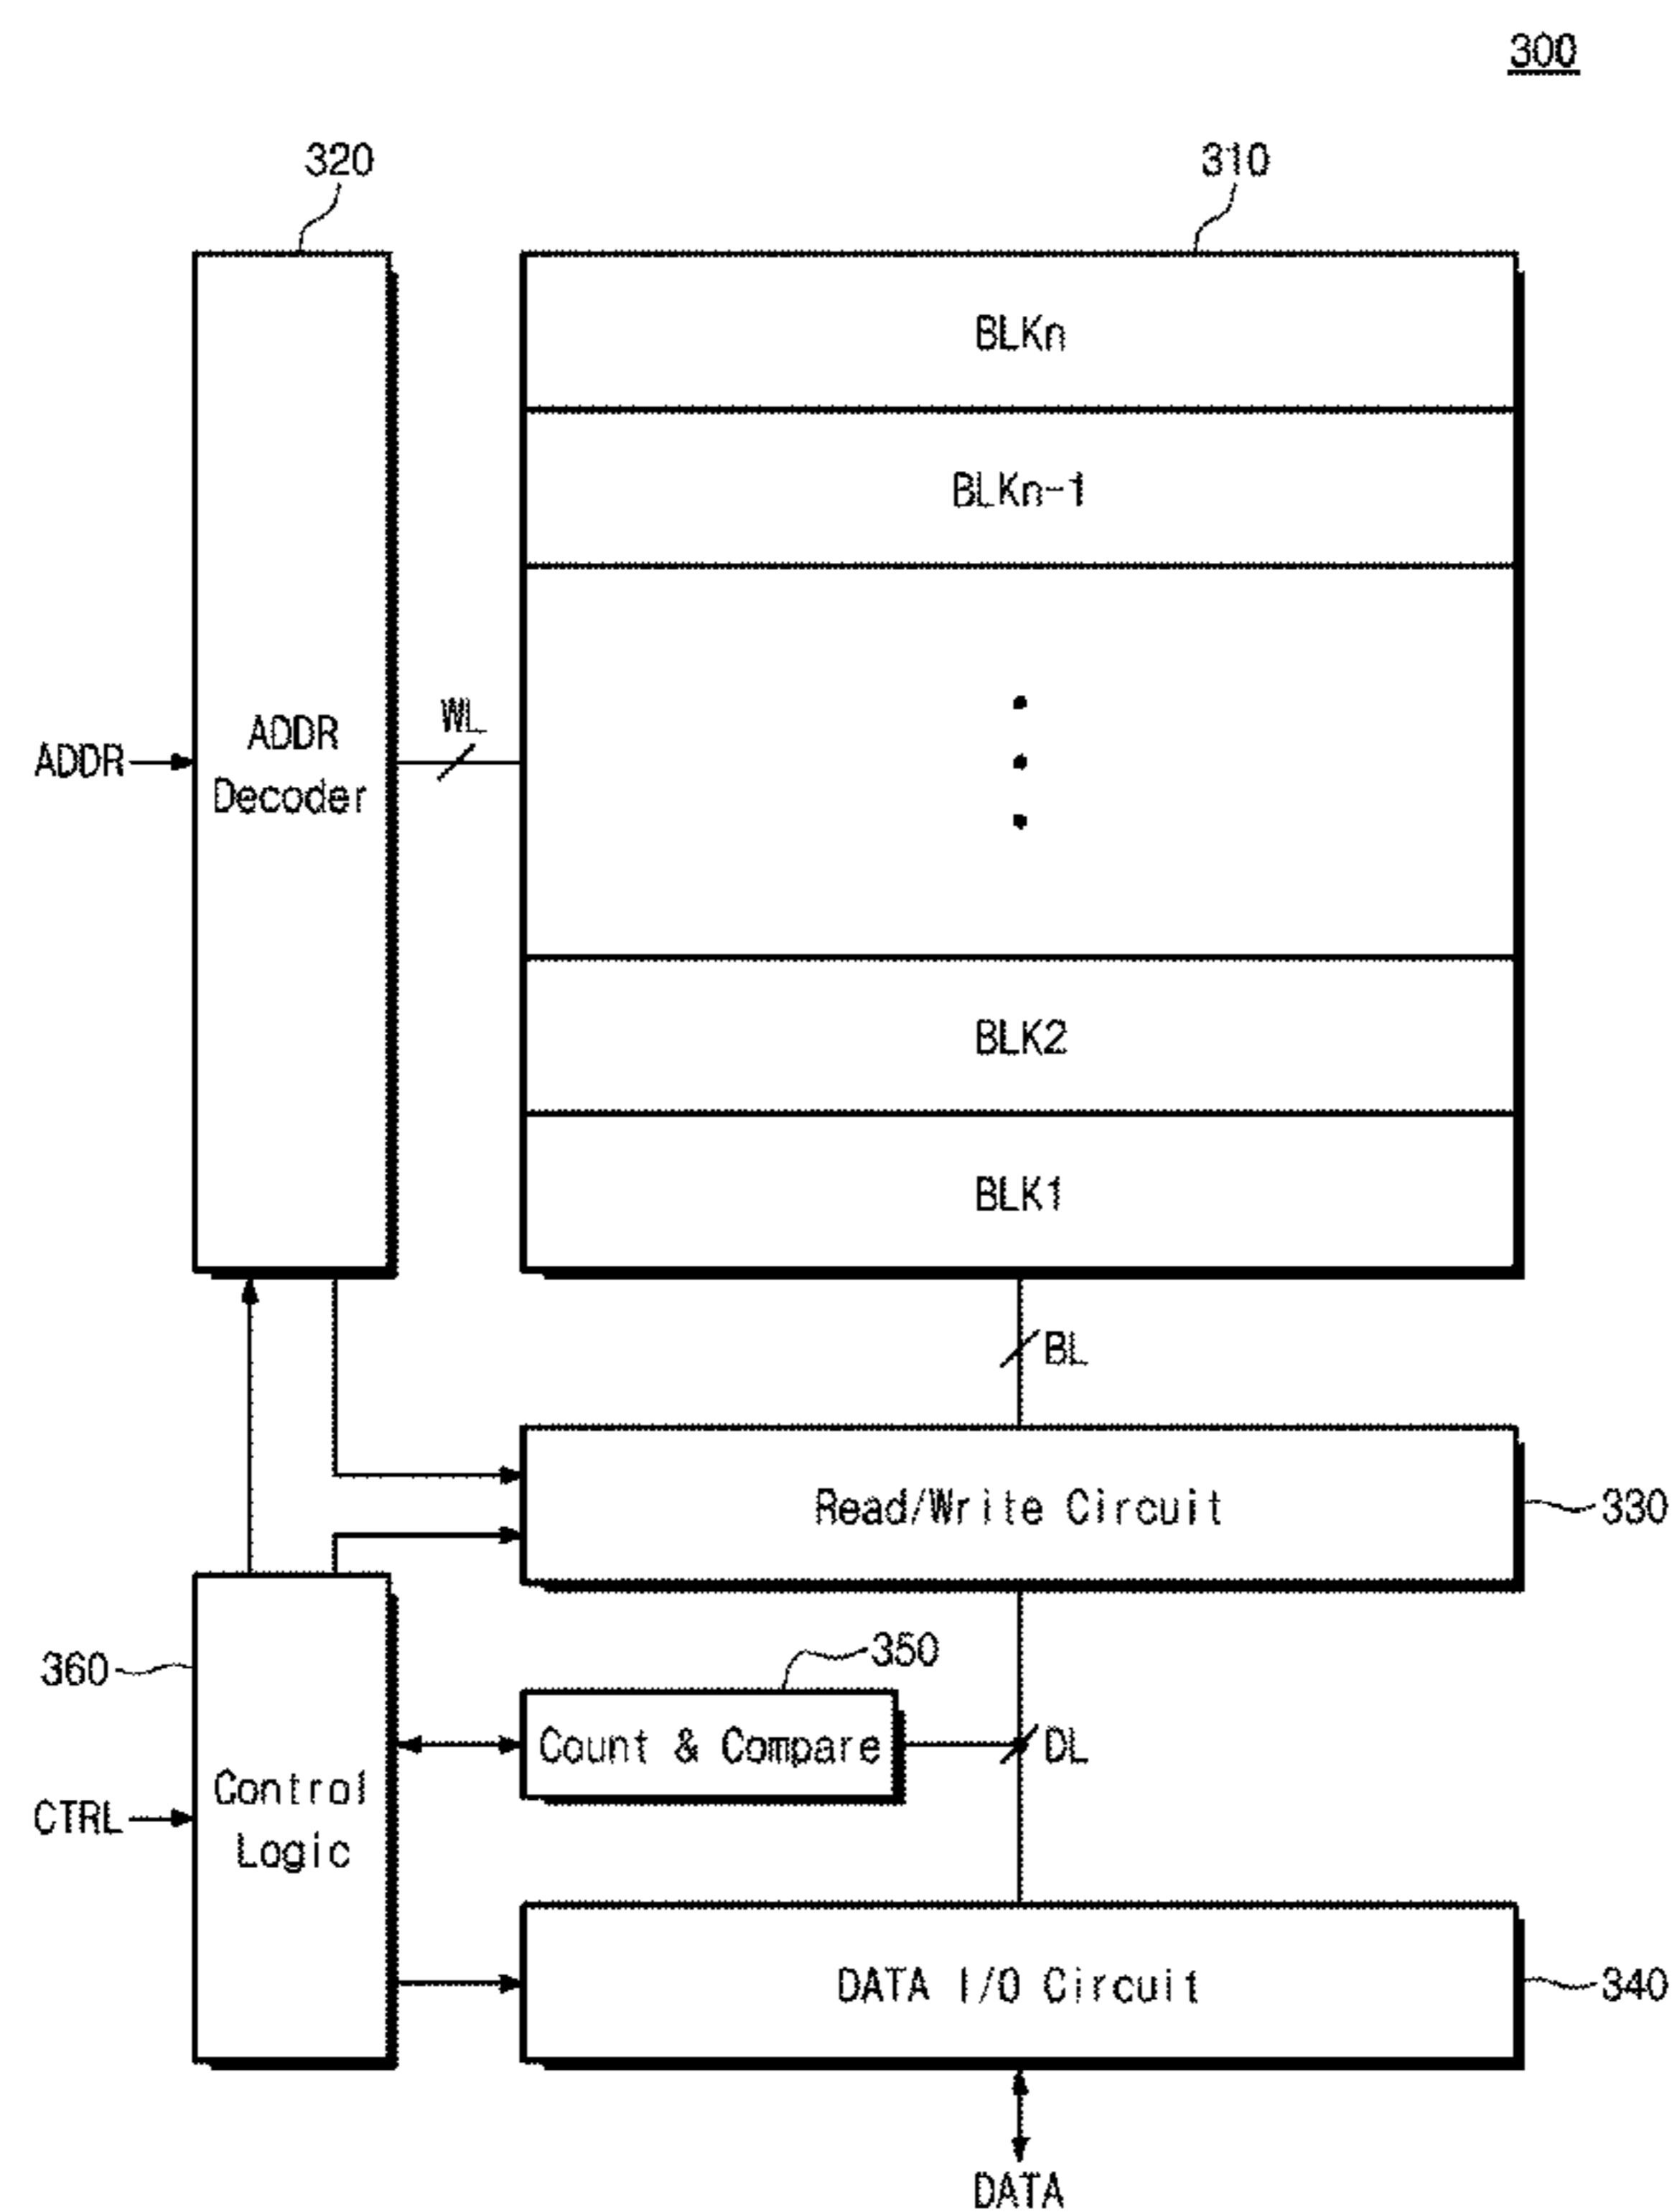 300
320
310
BLKn
BLKn-1
ADDR
ADDR
Decoder
WL
BLK2
BLK1
BL
Read/Write Circuit
330
360
350
Count & Compare
DL
CTRL
Control
Logic
DATA I/O Circuit
340
DATA